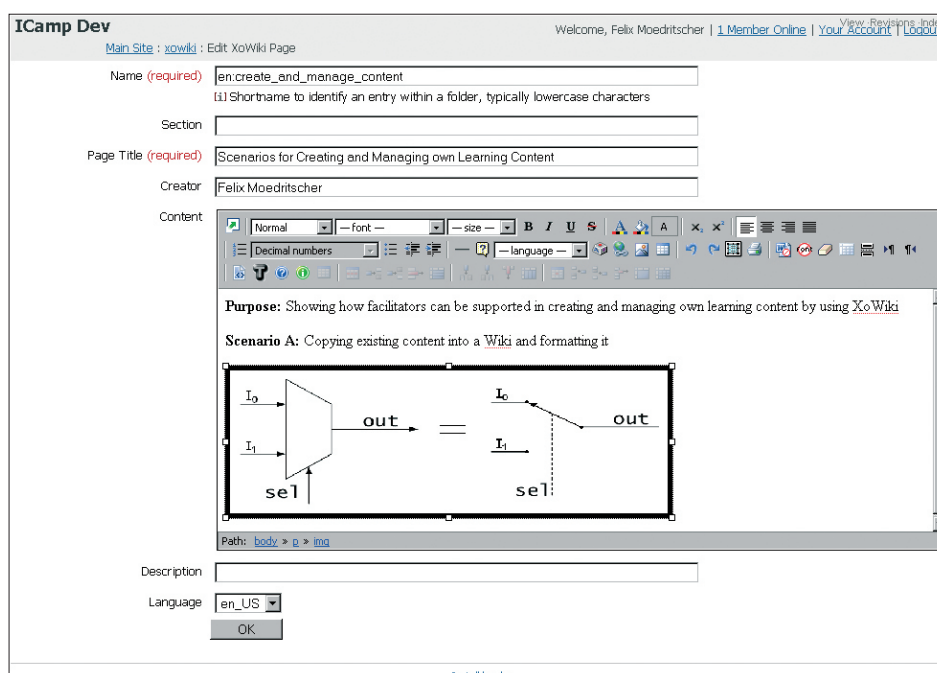 View ·Revisions ·Inde
ICamp Dev
Welcome, Felix Moedritscher | 1 Member Online | Your Account | Logou
Main Site : xowiki : Edit XoWiki Page
Name (required) en:create_and_manage_content
[i] Shortname to identify an entry within a folder, typically lowercase characters
Section
Page Title (required) Scenarios for Creating and Managing own Learning Content
Creator Felix Moedritscher
Content
Normal — font — — size — B I U S A A x, x²
Decimal numbers — language —
Purpose: Showing how facilitators can be supported in creating and managing own learning content by using XoWiki
Scenario A: Copying existing content into a Wiki and formatting it
I₀ out = I₀ out
I₁ I₁
sel sel
Path: body » p » img
Description
Language en_US
OK